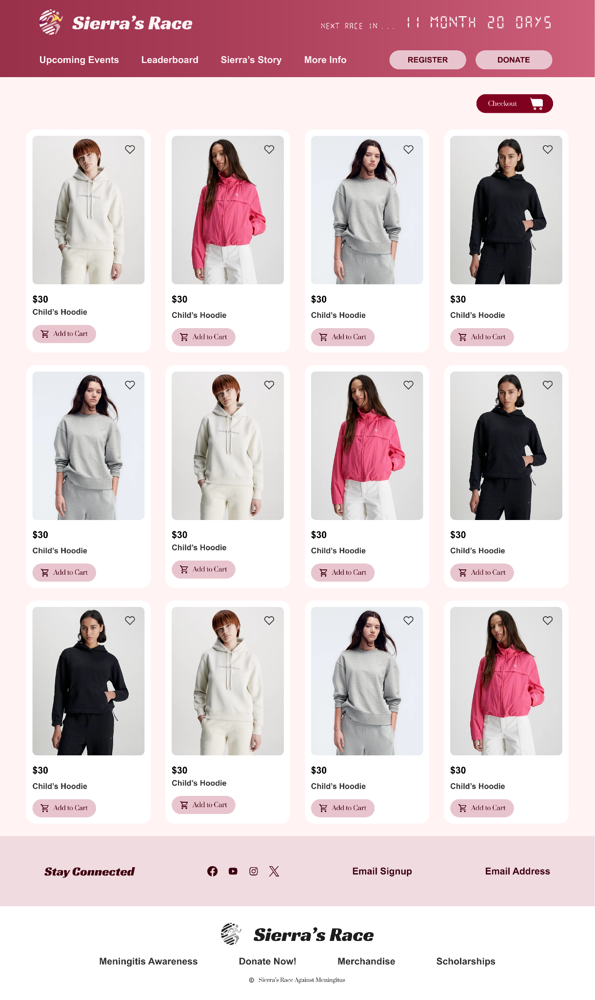 Sierra's Race
NEXT RACE IN... 11 MONTH 20 DAYS
Upcoming Events Leaderboard Sierra's Story More Info REGISTER DONATE
Checkout
$30 $30 $30 $30
Child's Hoodie Child's Hoodie Child's Hoodie Child's Hoodie
Add to Cart Add to Cart Add to Cart Add to Cart
$30 $30 $30 $30
Child's Hoodie Child's Hoodie Child's Hoodie Child's Hoodie
Add to Cart Add to Cart Add to Cart Add to Cart
$30 $30 $30 $30
Child's Hoodie Child's Hoodie Child's Hoodie Child's Hoodie
Add to Cart Add to Cart Add to Cart Add to Cart
Stay Connected Email Signup Email Address
Sierra's Race
Meningitis Awareness Donate Now! Merchandise Scholarships
© Sierra's Race Against Meningitus